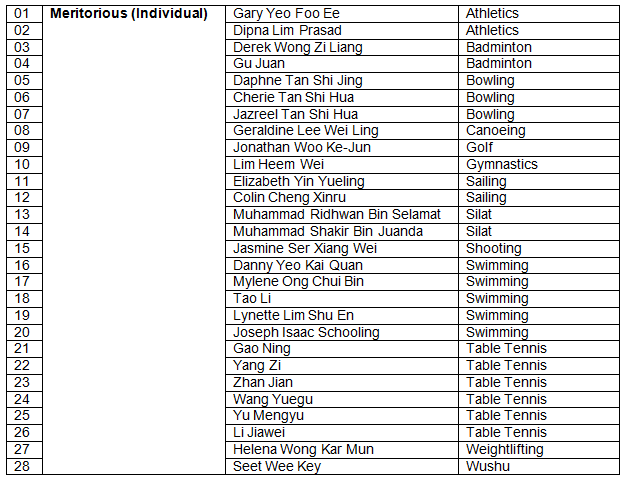 01 Meritorious (Individual) Gary Yeo Foo Ee Athletics
02 Dipna Lim Prasad Athletics
03 Derek Wong Zi Liang Badminton
04 Gu Juan Badminton
05 Daphne Tan Shi Jing Bowling
06 Cherie Tan Shi Hua Bowling
07 Jazreel Tan Shi Hua Bowling
08 Geraldine Lee Wei Ling Canoeing
09 Jonathan Woo Ke-Jun Golf
10 Lim Heem Wei Gymnastics
11 Elizabeth Yin Yueling Sailing
12 Colin Cheng Xinru Sailing
13 Muhammad Ridhwan Bin Selamat Silat
14 Muhammad Shakir Bin Juanda Silat
15 Jasmine Ser Xiang Wei Shooting
16 Danny Yeo Kai Quan Swimming
17 Mylene Ong Chui Bin Swimming
18 Tao Li Swimming
19 Lynette Lim Shu En Swimming
20 Joseph Isaac Schooling Swimming
21 Gao Ning Table Tennis
22 Yang Zi Table Tennis
23 Zhan Jian Table Tennis
24 Wang Yuegu Table Tennis
25 Yu Mengyu Table Tennis
26 Li Jiawei Table Tennis
27 Helena Wong Kar Mun Weightlifting
28 Seet Wee Key Wushu